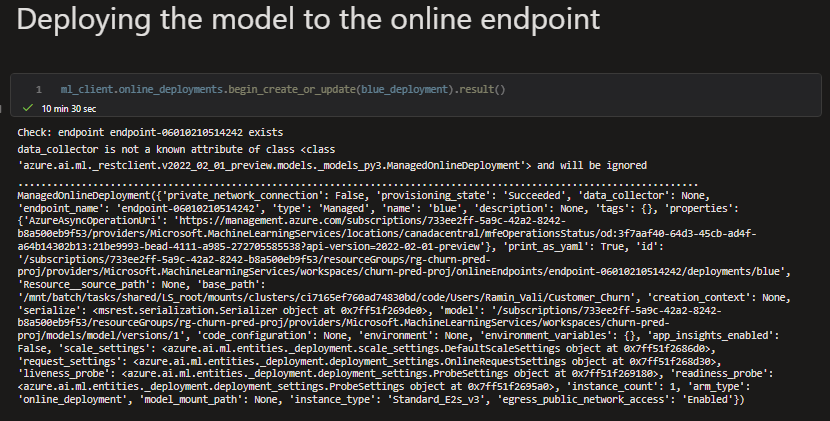 Deploying the model to the online endpoint
1 ml_client.online_deployments.begin_create_or_update(blue_deployment).result()
10 min 30 sec
Check: endpoint endpoint-06010210514242 exists
data_collector is not a known attribute of class <class
'azure.ai.ml._restclient.v2022_02_01_preview.models._models_py3.ManagedOnlineDeployment'> and will be ignored
......................................................................................................................
ManagedOnlineDeployment({'private_network_connection': False, 'provisioning_state': 'Succeeded', 'data_collector': None,
'endpoint_name': 'endpoint-06010210514242', 'type': 'Managed', 'name': 'blue', 'description': None, 'tags': {}, 'properties':
{'AzureAsyncOperationUri': 'https://management.azure.com/subscriptions/733ee2ff-5a9c-42a2-8242-
b8a500eb9f53/providers/Microsoft.MachineLearningServices/locations/canadacentral/mfeOperationsStatus/od:3f7aaf40-64d3-45cb-ad4f-
a64b14302b13:21be9993-bead-4111-a985-272705585538?api-version=2022-02-01-preview'}, 'print_as_yaml': True, 'id':
'/subscriptions/733ee2ff-5a9c-42a2-8242-b8a500eb9f53/resourceGroups/rg-churn-pred-
proj/providers/Microsoft.MachineLearningServices/workspaces/churn-pred-proj/onlineEndpoints/endpoint-06010210514242/deployments/blue',
'Resource__source_path': None, 'base_path':
'/mnt/batch/tasks/shared/LS_root/mounts/clusters/ci7165ef760ad74830bd/code/Users/Ramin_Vali/Customer_Churn', 'creation_context': None,
'serialize': <msrest.serialization.Serializer object at 0x7ff51f269de0>, 'model': '/subscriptions/733ee2ff-5a9c-42a2-8242-
b8a500eb9f53/resourceGroups/rg-churn-pred-proj/providers/Microsoft.MachineLearningServices/workspaces/churn-pred-
proj/models/model/versions/1', 'code_configuration': None, 'environment': None, 'environment_variables': {}, 'app_insights_enabled':
False, 'scale_settings': <azure.ai.ml.entities._deployment.scale_settings.DefaultScaleSettings object at 0x7ff51f2686d0>,
'request_settings': <azure.ai.ml.entities._deployment.deployment_settings.OnlineRequestSettings object at 0x7ff51f268d30>,
'liveness_probe': <azure.ai.ml.entities._deployment.deployment_settings.ProbeSettings object at 0x7ff51f269180>, 'readiness_probe':
<azure.ai.ml.entities._deployment.deployment_settings.ProbeSettings object at 0x7ff51f2695a0>, 'instance_count': 1, 'arm_type':
'online_deployment', 'model_mount_path': None, 'instance_type': 'Standard_E2s_v3', 'egress_public_network_access': 'Enabled'})